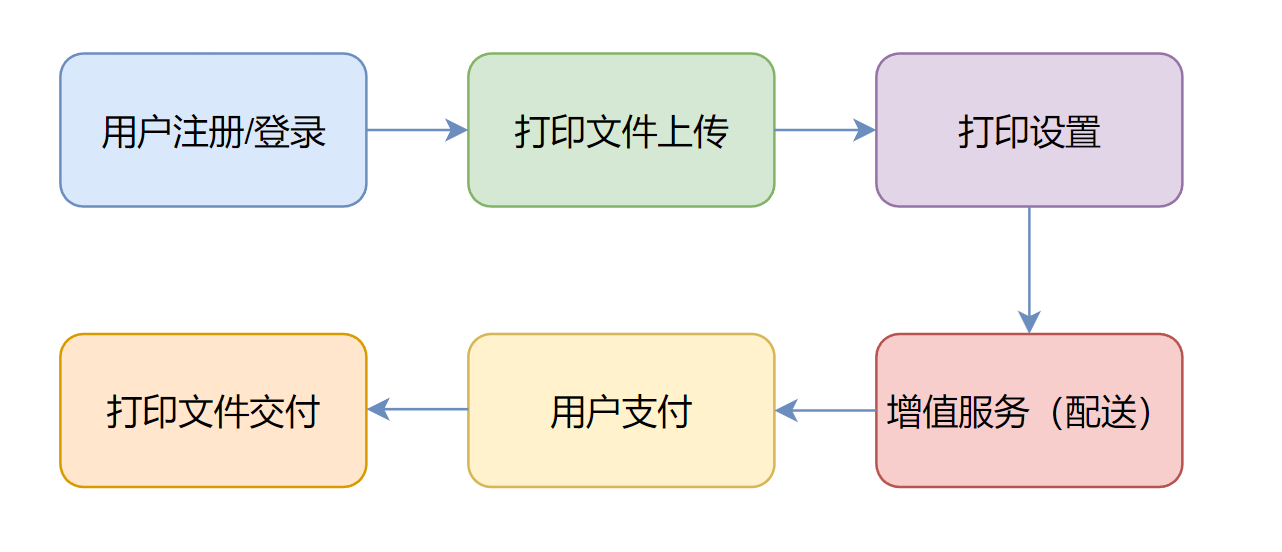 用户注册/登录
打印文件上传
打印设置
增值服务（配送）
用户支付
打印文件交付